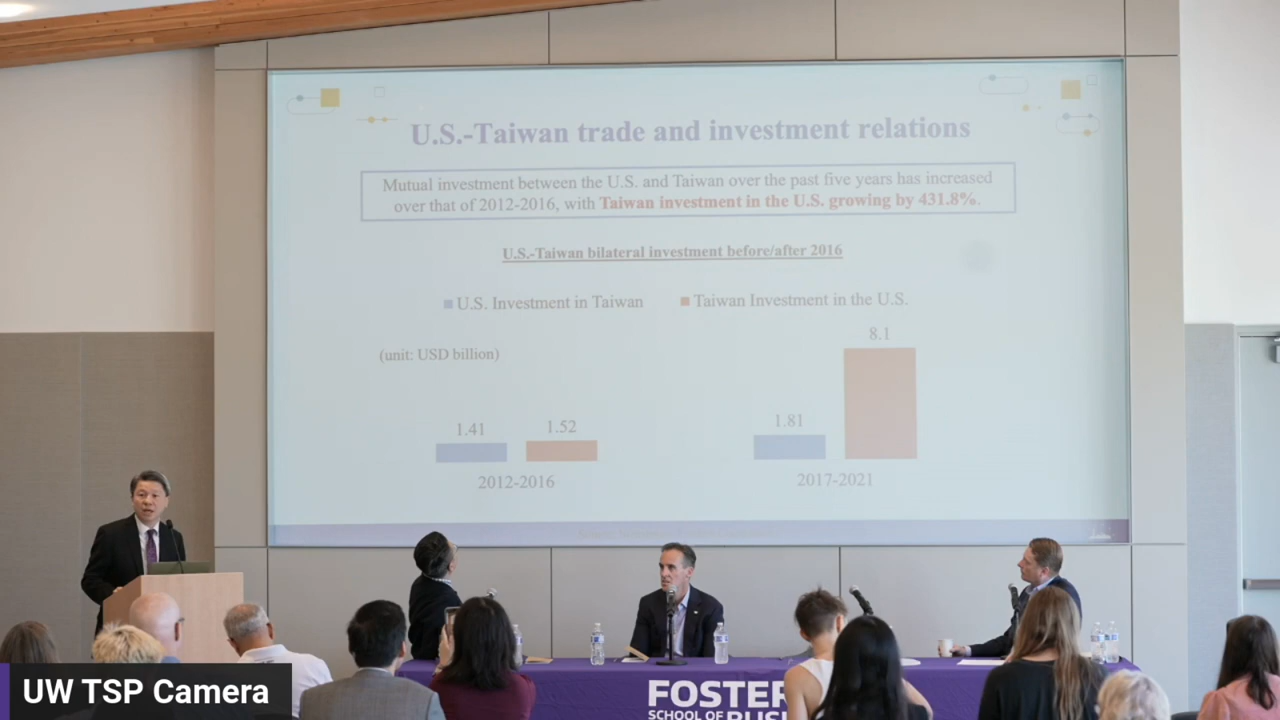 U.S.-Taiwan trade and investment relations
Mutual investment between the U.S. and Taiwan over the past five years has increased
over that of 2012-2016, with Taiwan investment in the U.S. growing by 431.8%.
U.S.-Taiwan bilateral investment before/after 2016
U.S. Investment in Taiwan
Taiwan Investment in the U.S.
(unit: USD billion)
8.1
1.41
1.52
1.81
2012-2016
2017-2021
FOSTER
SCHOOL OF
UW TSP Camera